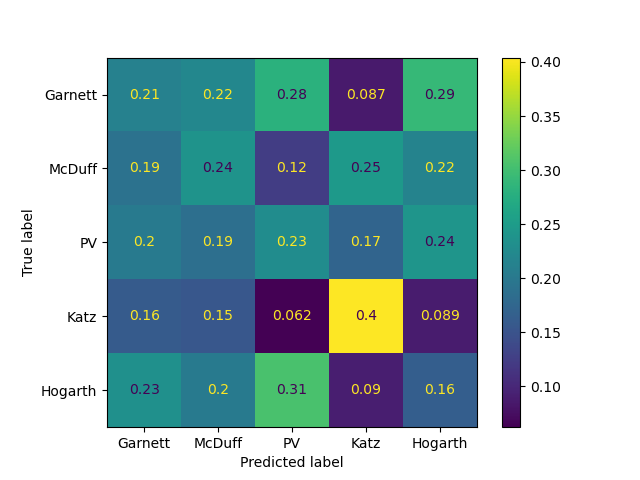 Garnett 0.21 0.22 0.28 0.087 0.29
McDuff 0.19 0.24 0.12 0.25 0.22
PV 0.2 0.19 0.23 0.17 0.24
Katz 0.16 0.15 0.062 0.4 0.089
Hogarth 0.23 0.2 0.31 0.09 0.16
Garnett McDuff PV Katz Hogarth
Predicted label
True label
0.40
0.35
0.30
0.25
0.20
0.15
0.10